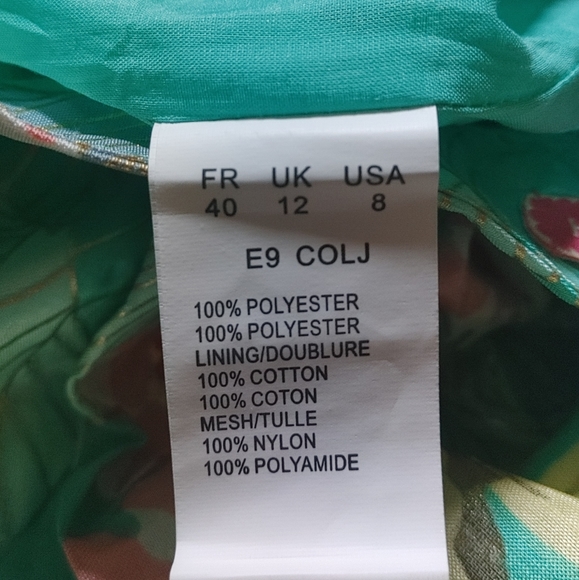 FR UK USA
40 12 8
E9 COLJ
100% POLYESTER
100% POLYESTER
LINING/DOUBLURE
100% COTTON
100% COTON
MESH/TULLE
100% NYLON
100% POLYAMIDE